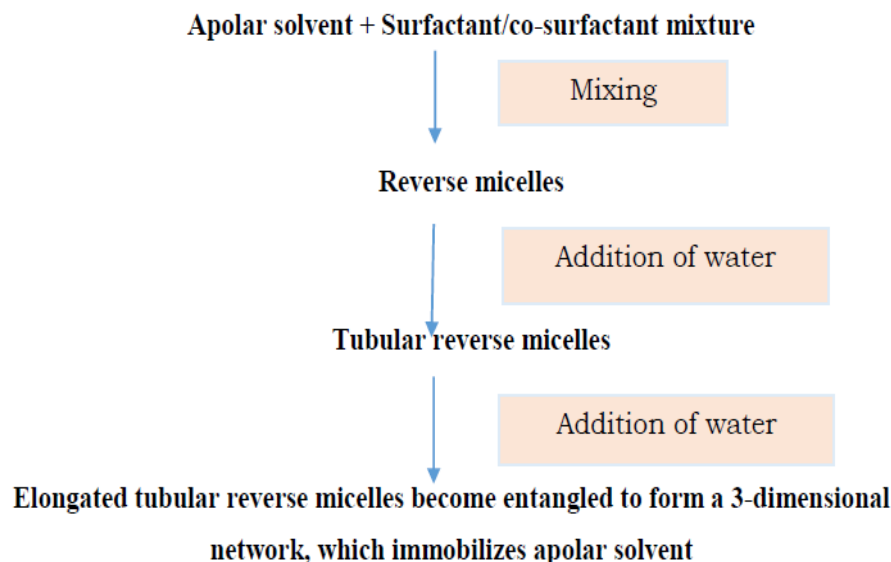 Apolar solvent + Surfactant/co-surfactant mixture
Mixing
Reverse micelles
Addition of water
Tubular reverse micelles
Addition of water
Elongated tubular reverse micelles become entangled to form a 3-dimensional
network, which immobilizes apolar solvent